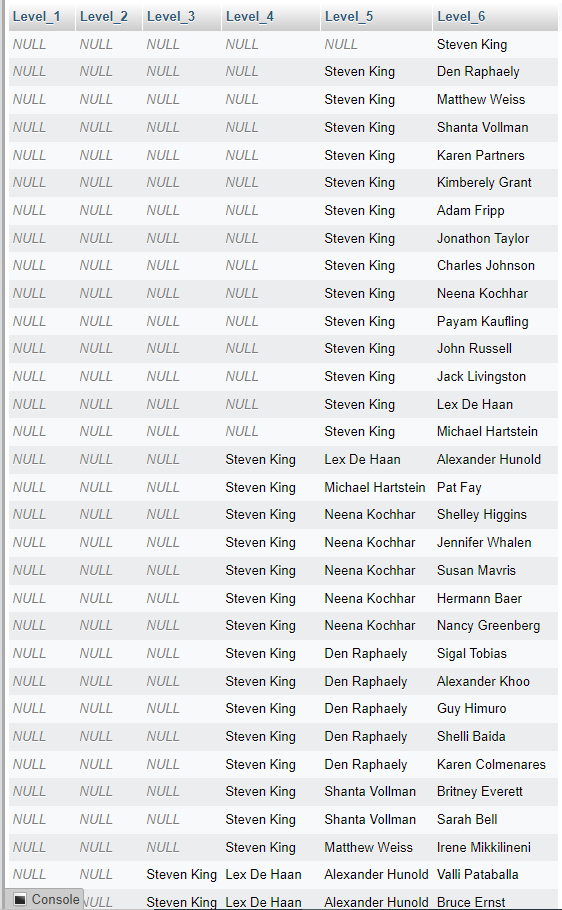 Level_1 Level_2 Level_3 Level_4 Level_5 Level_6
NULL NULL NULL NULL NULL Steven King
NULL NULL NULL NULL Steven King Den Raphaely
NULL NULL NULL NULL Steven King Matthew Weiss
NULL NULL NULL NULL Steven King Shanta Vollman
NULL NULL NULL NULL Steven King Karen Partners
NULL NULL NULL NULL Steven King Kimberely Grant
NULL NULL NULL NULL Steven King Adam Fripp
NULL NULL NULL NULL Steven King Jonathon Taylor
NULL NULL NULL NULL Steven King Charles Johnson
NULL NULL NULL NULL Steven King Neena Kochhar
NULL NULL NULL NULL Steven King Payam Kaufling
NULL NULL NULL NULL Steven King John Russell
NULL NULL NULL NULL Steven King Jack Livingston
NULL NULL NULL NULL Steven King Lex De Haan
NULL NULL NULL NULL Steven King Michael Hartstein
NULL NULL NULL Steven King Lex De Haan Alexander Hunold
NULL NULL NULL Steven King Michael Hartstein Pat Fay
NULL NULL NULL Steven King Neena Kochhar Shelley Higgins
NULL NULL NULL Steven King Neena Kochhar Jennifer Whalen
NULL NULL NULL Steven King Neena Kochhar Susan Mavris
NULL NULL NULL Steven King Neena Kochhar Hermann Baer
NULL NULL NULL Steven King Neena Kochhar Nancy Greenberg
NULL NULL NULL Steven King Den Raphaely Sigal Tobias
NULL NULL NULL Steven King Den Raphaely Alexander Khoo
NULL NULL NULL Steven King Den Raphaely Guy Himuro
NULL NULL NULL Steven King Den Raphaely Shelli Baida
NULL NULL NULL Steven King Den Raphaely Karen Colmenares
NULL NULL NULL Steven King Shanta Vollman Britney Everett
NULL NULL NULL Steven King Shanta Vollman Sarah Bell
NULL NULL NULL Steven King Matthew Weiss Irene Mikkilineni
NULL NULL Steven King Lex De Haan Alexander Hunold Valli Pataballa
Console NULL Steven King Lex De Haan Alexander Hunold Bruce Ernst